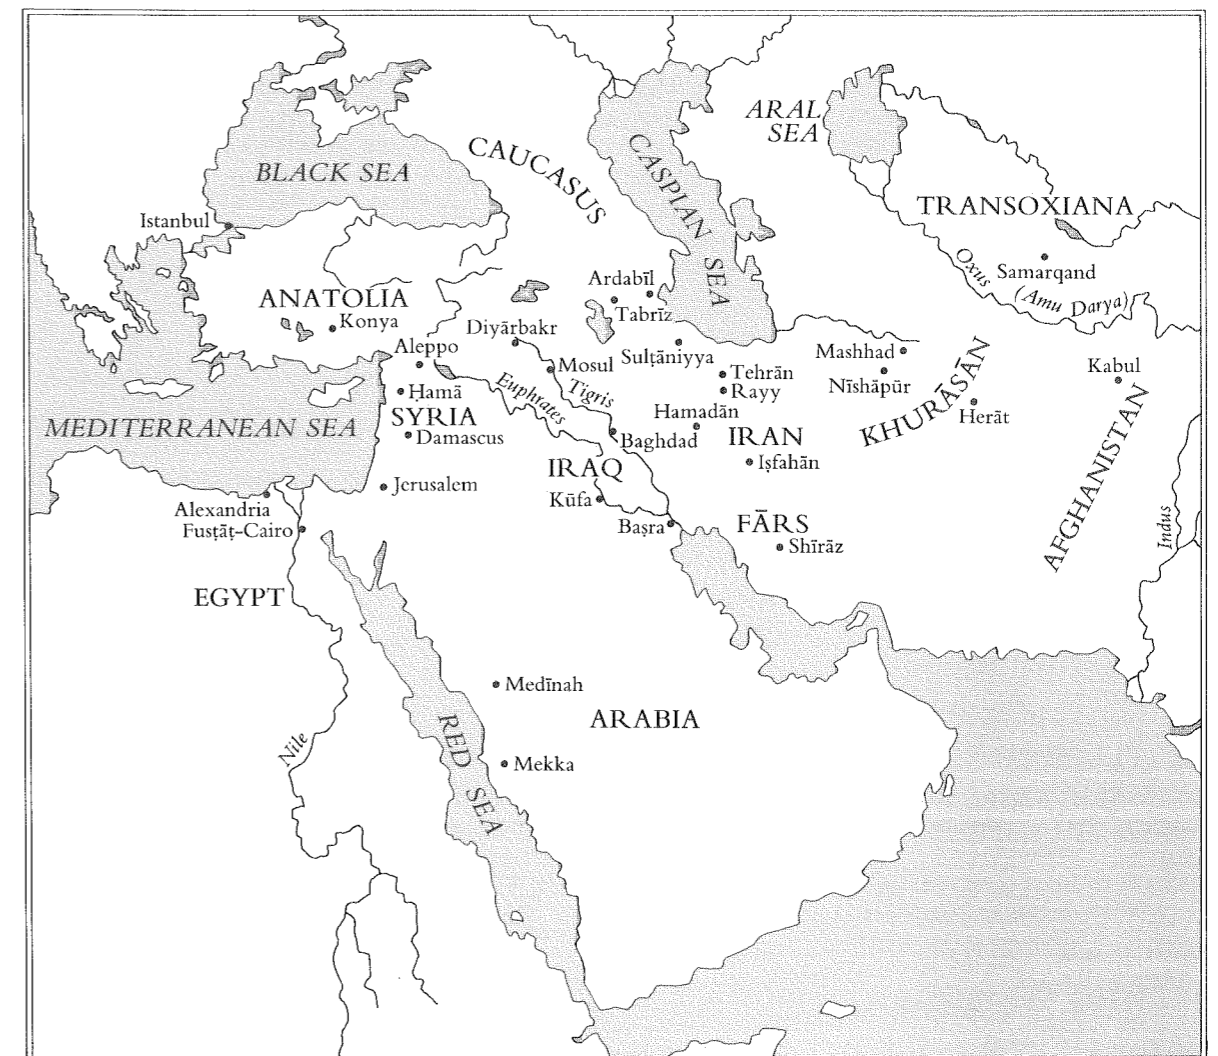 ARAL
SEA
CAUCASUS
BLACK SEA
CASPIAN SEA
TRANSOXIANA
Istanbul
Oxus
Samarqand
(Amu Darya)
Ardabīl
ANATOLIA
Tabrīz
Konya
Diyārbakr
Aleppo
Sulṭāniyya
Mashhad
Mosul
Tehrān
Kabul
Nīshāpūr
Euphrates
Tigris
Rayy
Ḥamā
KHURĀSĀN
Hamadān
Herāt
SYRIA
MEDITERRANEAN SEA
Damascus
Baghdad
IRAN
Iṣfahān
IRAQ
AFGHANISTAN
Jerusalem
Kūfa
Alexandria
Fusṭāṭ-Cairo
Baṣra
FĀRS
Indus
Shīrāz
EGYPT
Medīnah
ARABIA
RED SEA
Nile
Mekka